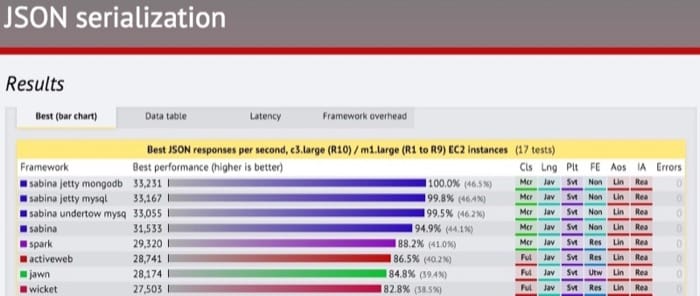 JSON serialization
Results
Best (bar chart) Data table Latency Framework overhead
Best JSON responses per second, c3.large (R10) / m1.large (R1 to R9) EC2 instances (17 tests)
Framework Best performance (higher is better) Cls Lng Plt FE Aos IA Errors
sabina jetty mongodb 33,231 100.0% (46.5%) Mcr Jav Svt Non Lin Rea 0
sabina jetty mysql 33,167 99.8% (46.4%) Mcr Jav Svt Non Lin Rea 0
sabina undertow mysq 33,055 99.5% (46.2%) Mcr Jav Svt Non Lin Rea 0
sabina 31,533 94.9% (44.1%) Mcr Jav Svt Non Lin Rea 0
spark 29,320 88.2% (41.0%) Mcr Jav Svt Res Lin Rea 0
activeweb 28,741 86.5% (40.2%) Ful Jav Svt Res Lin Rea 0
jawn 28,174 84.8% (39.4%) Ful Jav Svt Utw Lin Rea 0
wicket 27,503 82.8% (38.5%) Ful Jav Svt Res Lin Rea 0